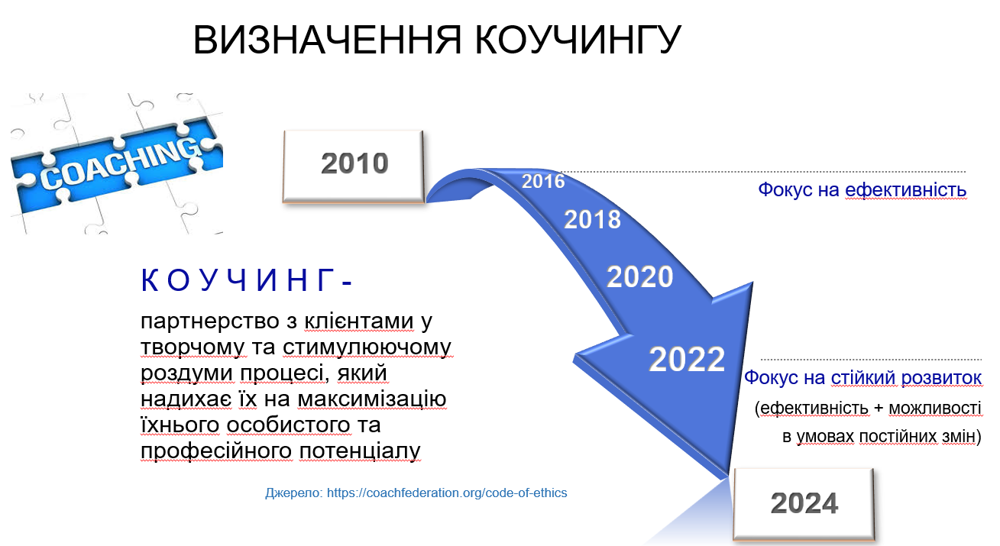 ВИЗНАЧЕННЯ КОУЧИНГУ
COACHING
2010
2016
2018
2020
2022
2024
Фокус на ефективність
К О У Ч И Н Г -
партнерство з клієнтами у
творчому та стимулюючому
роздуми процесі, який
надихає їх на максимізацію
їхнього особистого та
професійного потенціалу
Фокус на стійкий розвиток
(ефективність + можливості
в умовах постійних змін)
Джерело: https://coachfederation.org/code-of-ethics